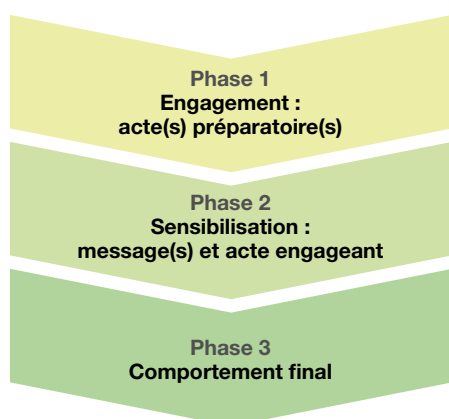 Phase 1
Engagement :
acte(s) préparatoire(s)
Phase 2
Sensibilisation :
message(s) et acte engageant
Phase 3
Comportement final